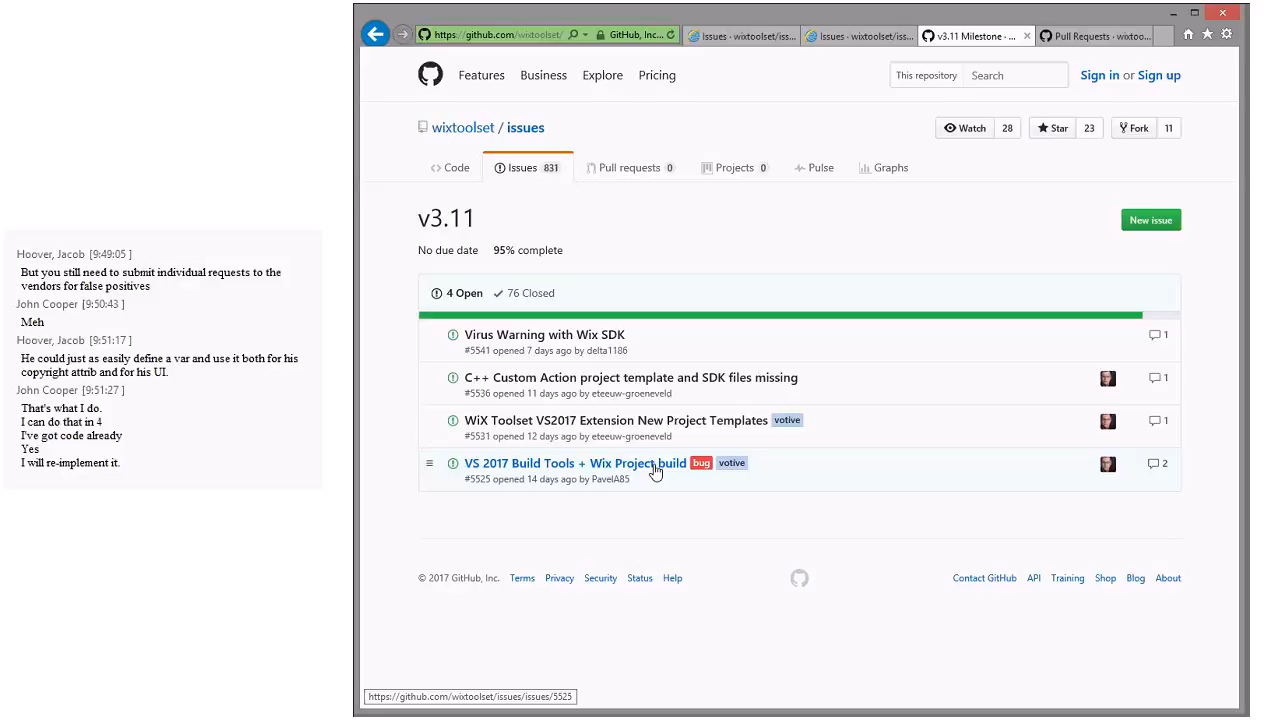 Hoover, Jacob [9:49:05 ]
But you still need to submit individual requests to the
vendors for false positives
John Cooper [9:50:43 ]
Meh
Hoover, Jacob [9:51:17 ]
He could just as easily define a var and use it both for his
copyright attrib and for his UI.
John Cooper [9:51:27 ]
That's what I do.
I can do that in 4
I've got code already
Yes
I will re-implement it.
https://github.com/wixtoolset/ GitHub, Inc... Issues · wixtoolset/iss... Issues · wixtoolset/iss... v3.11 Milestone · ... Pull Requests · wixtoo...
Features Business Explore Pricing This repository Search Sign in or Sign up
wixtoolset / issues Watch 28 Star 23 Fork 11
Code Issues 831 Pull requests 0 Projects 0 Pulse Graphs
v3.11 New issue
No due date 95% complete
4 Open 76 Closed
Virus Warning with Wix SDK 1
#5541 opened 7 days ago by delta1186
C++ Custom Action project template and SDK files missing 1
#5536 opened 11 days ago by eteeuw-groeneveld
WiX Toolset VS2017 Extension New Project Templates votive 1
#5531 opened 12 days ago by eteeuw-groeneveld
VS 2017 Build Tools + Wix Project build bug votive 2
#5525 opened 14 days ago by PavelA85
© 2017 GitHub, Inc. Terms Privacy Security Status Help Contact GitHub API Training Shop Blog About
https://github.com/wixtoolset/issues/issues/5525